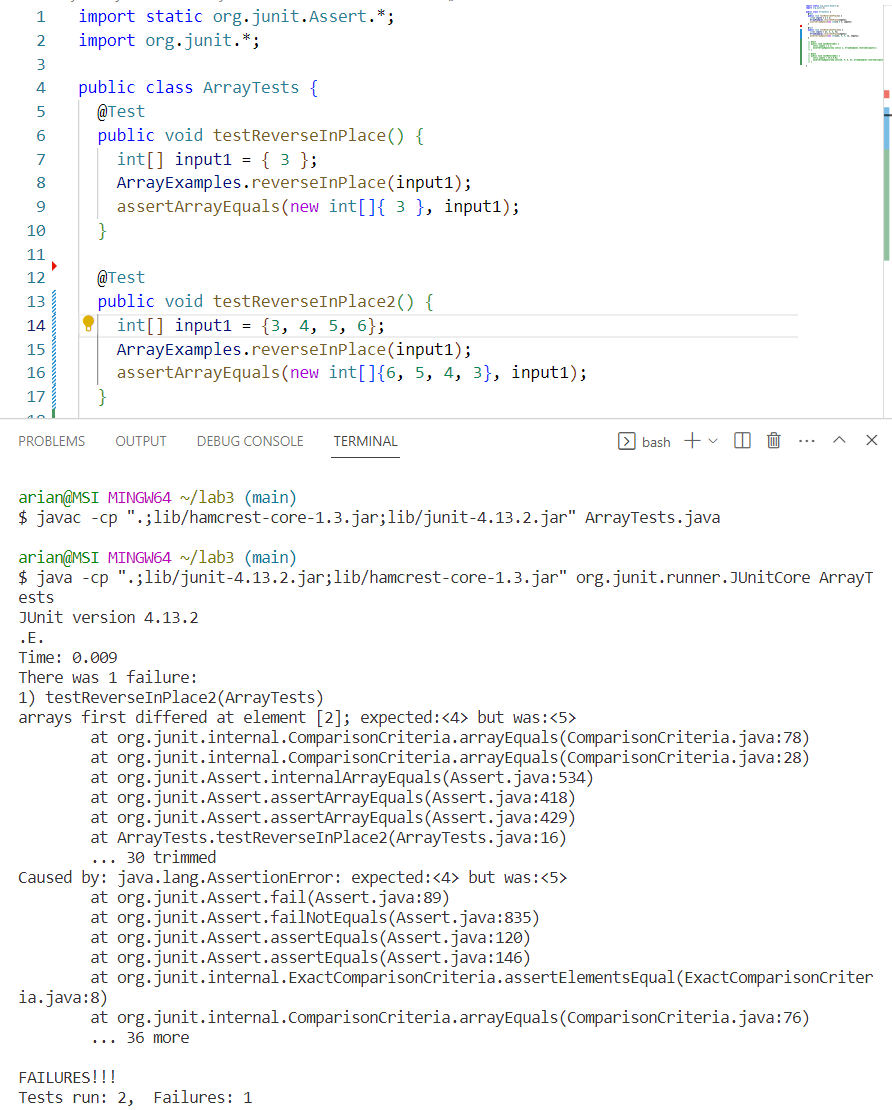 1 import static org.junit.Assert.*;
2 import org.junit.*;
3
4 public class ArrayTests {
5 @Test
6 public void testReverseInPlace() {
7 int[] input1 = { 3 };
8 ArrayExamples.reverseInPlace(input1);
9 assertArrayEquals(new int[]{ 3 }, input1);
10 }
11
12 @Test
13 public void testReverseInPlace2() {
14 int[] input1 = {3, 4, 5, 6};
15 ArrayExamples.reverseInPlace(input1);
16 assertArrayEquals(new int[]{6, 5, 4, 3}, input1);
17 }
PROBLEMS OUTPUT DEBUG CONSOLE TERMINAL bash
arian@MSI MINGW64 ~/lab3 (main)
$ javac -cp ".;lib/hamcrest-core-1.3.jar;lib/junit-4.13.2.jar" ArrayTests.java
arian@MSI MINGW64 ~/lab3 (main)
$ java -cp ".;lib/junit-4.13.2.jar;lib/hamcrest-core-1.3.jar" org.junit.runner.JUnitCore ArrayT
ests
JUnit version 4.13.2
.E.
Time: 0.009
There was 1 failure:
1) testReverseInPlace2(ArrayTests)
arrays first differed at element [2]; expected:<4> but was:<5>
at org.junit.internal.ComparisonCriteria.arrayEquals(ComparisonCriteria.java:78)
at org.junit.internal.ComparisonCriteria.arrayEquals(ComparisonCriteria.java:28)
at org.junit.Assert.internalArrayEquals(Assert.java:534)
at org.junit.Assert.assertArrayEquals(Assert.java:418)
at org.junit.Assert.assertArrayEquals(Assert.java:429)
at ArrayTests.testReverseInPlace2(ArrayTests.java:16)
... 30 trimmed
Caused by: java.lang.AssertionError: expected:<4> but was:<5>
at org.junit.Assert.fail(Assert.java:89)
at org.junit.Assert.failNotEquals(Assert.java:835)
at org.junit.Assert.assertEquals(Assert.java:120)
at org.junit.Assert.assertEquals(Assert.java:146)
at org.junit.internal.ExactComparisonCriteria.assertElementsEqual(ExactComparisonCriter
ia.java:8)
at org.junit.internal.ComparisonCriteria.arrayEquals(ComparisonCriteria.java:76)
... 36 more
FAILURES!!!
Tests run: 2,  Failures: 1